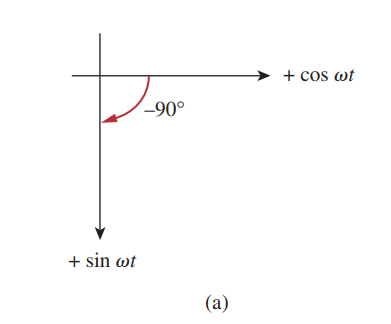 + cos ωt
–90°
+ sin ωt
(a)